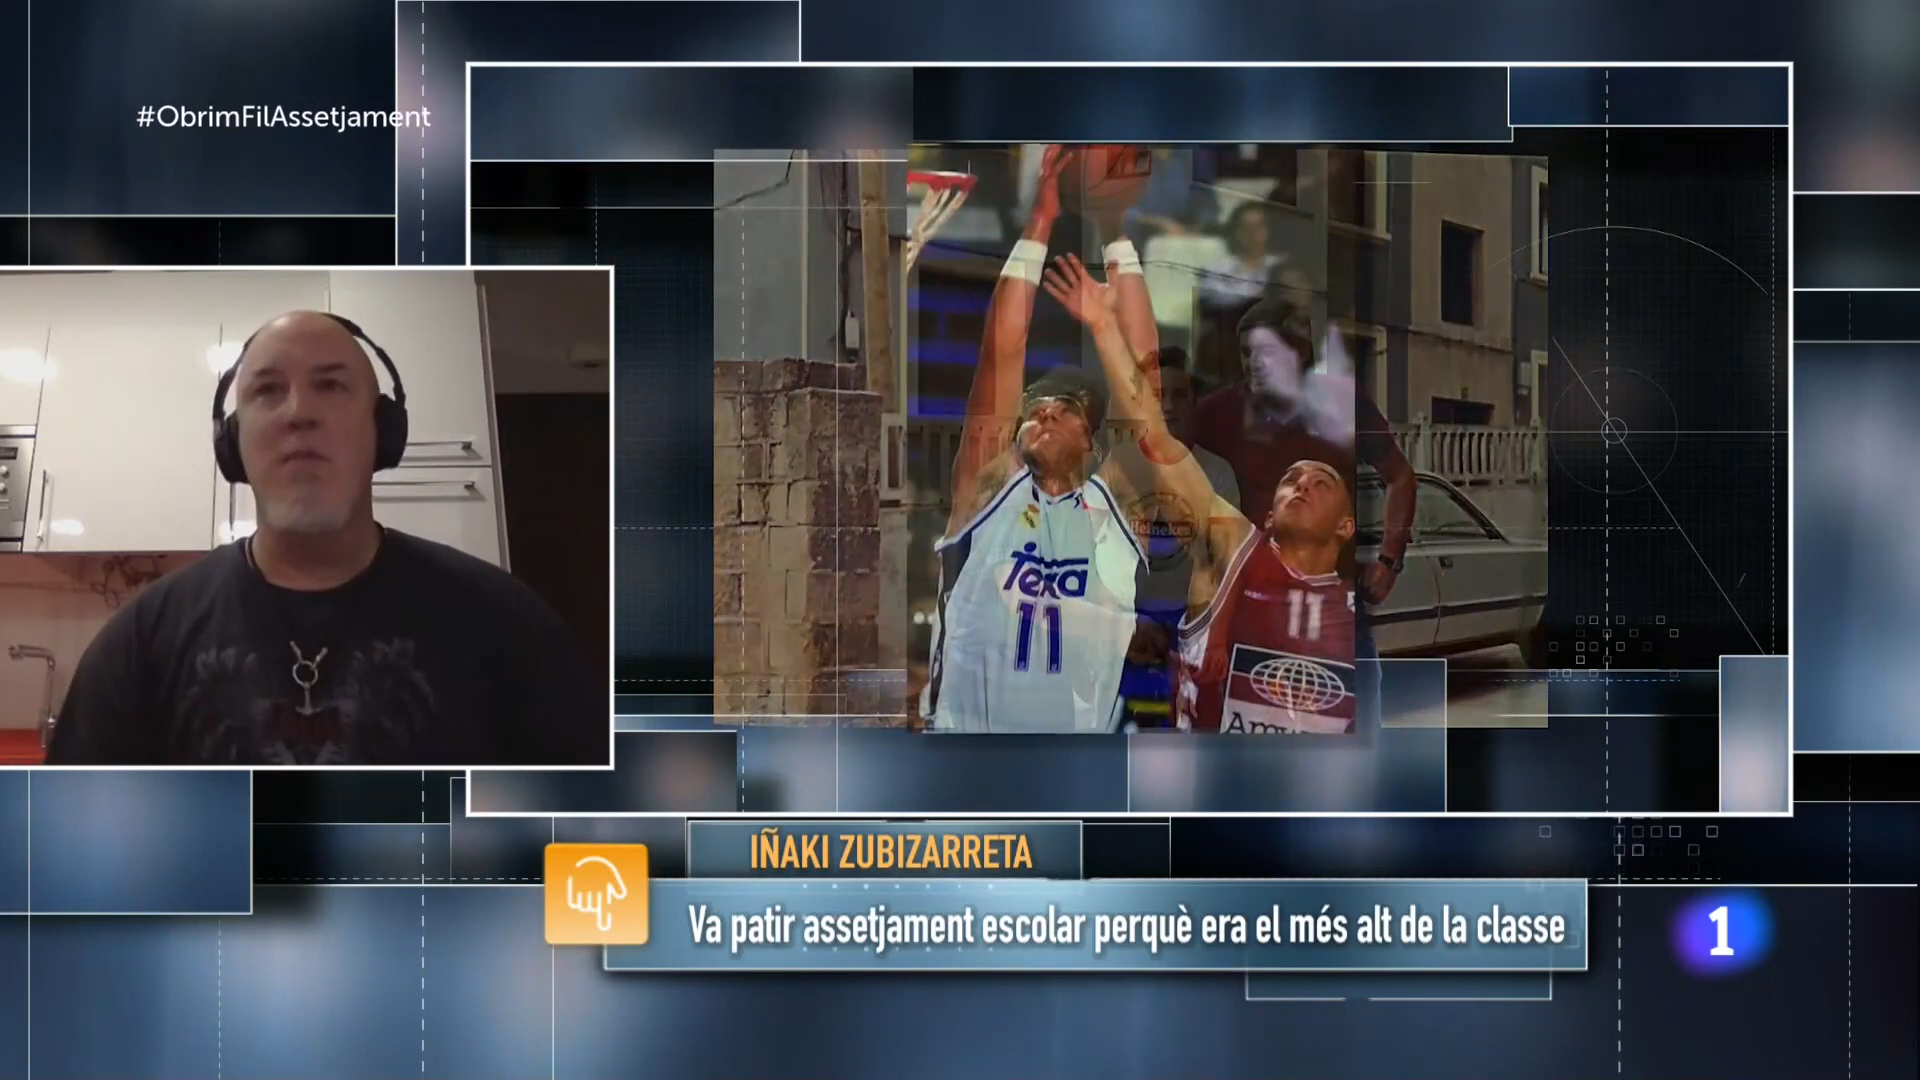 #ObrimFilAssetjament
Heineken
Teka
11
11
IÑAKI ZUBIZARRETA
Va patir assetjament escolar perquè era el més alt de la classe
1